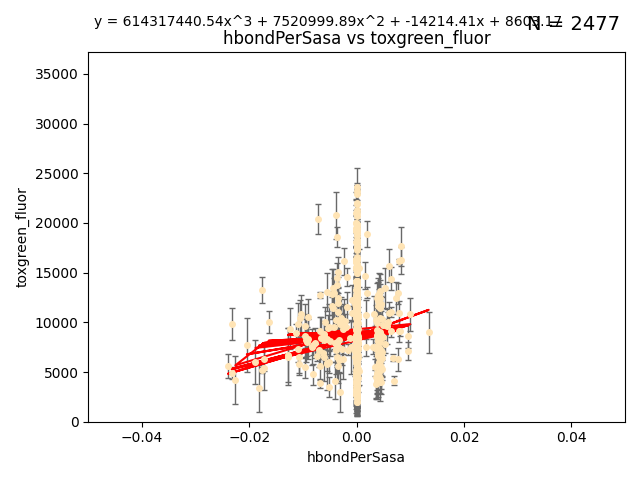 y = 614317440.54x^3 + 7520999.89x^2 + -14214.41x + 8603.17
N = 2477
hbondPerSasa vs toxgreen_fluor
35000
30000
25000
20000
15000
10000
5000
0
toxgreen_fluor
−0.04
−0.02
0.00
0.02
0.04
hbondPerSasa